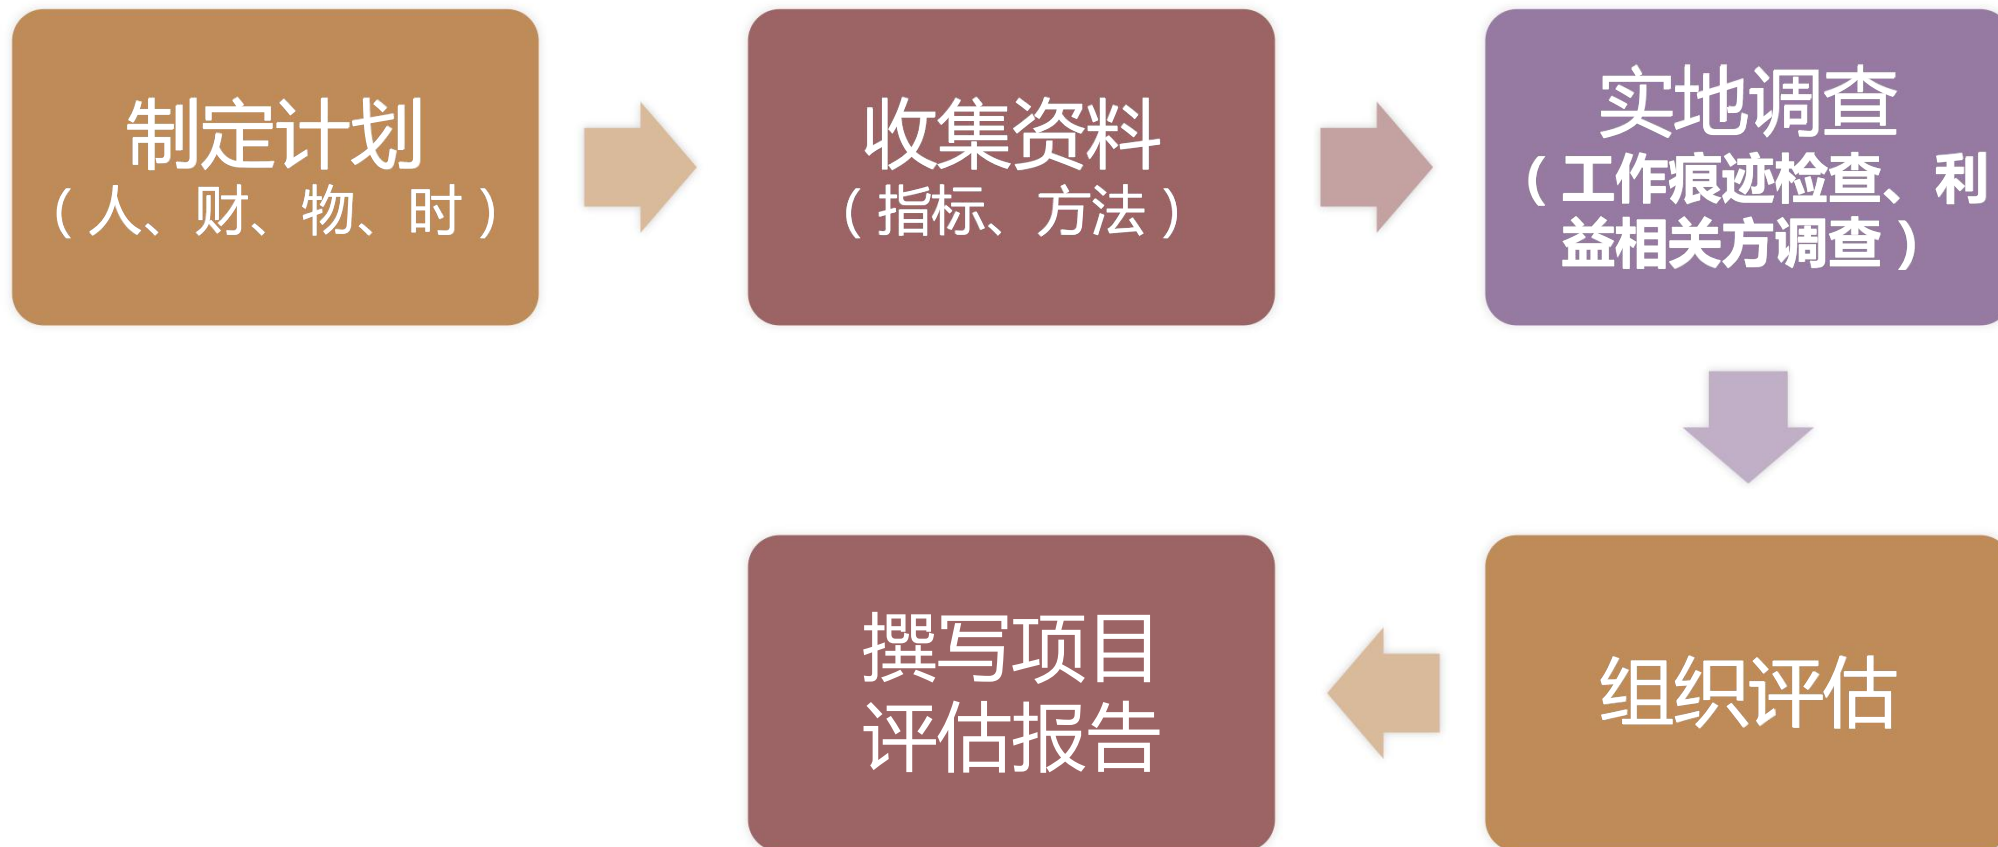 制定计划
（人、财、物、时）
收集资料
（指标、方法）
实地调查
（工作痕迹检查、利
益相关方调查）
组织评估
撰写项目
评估报告